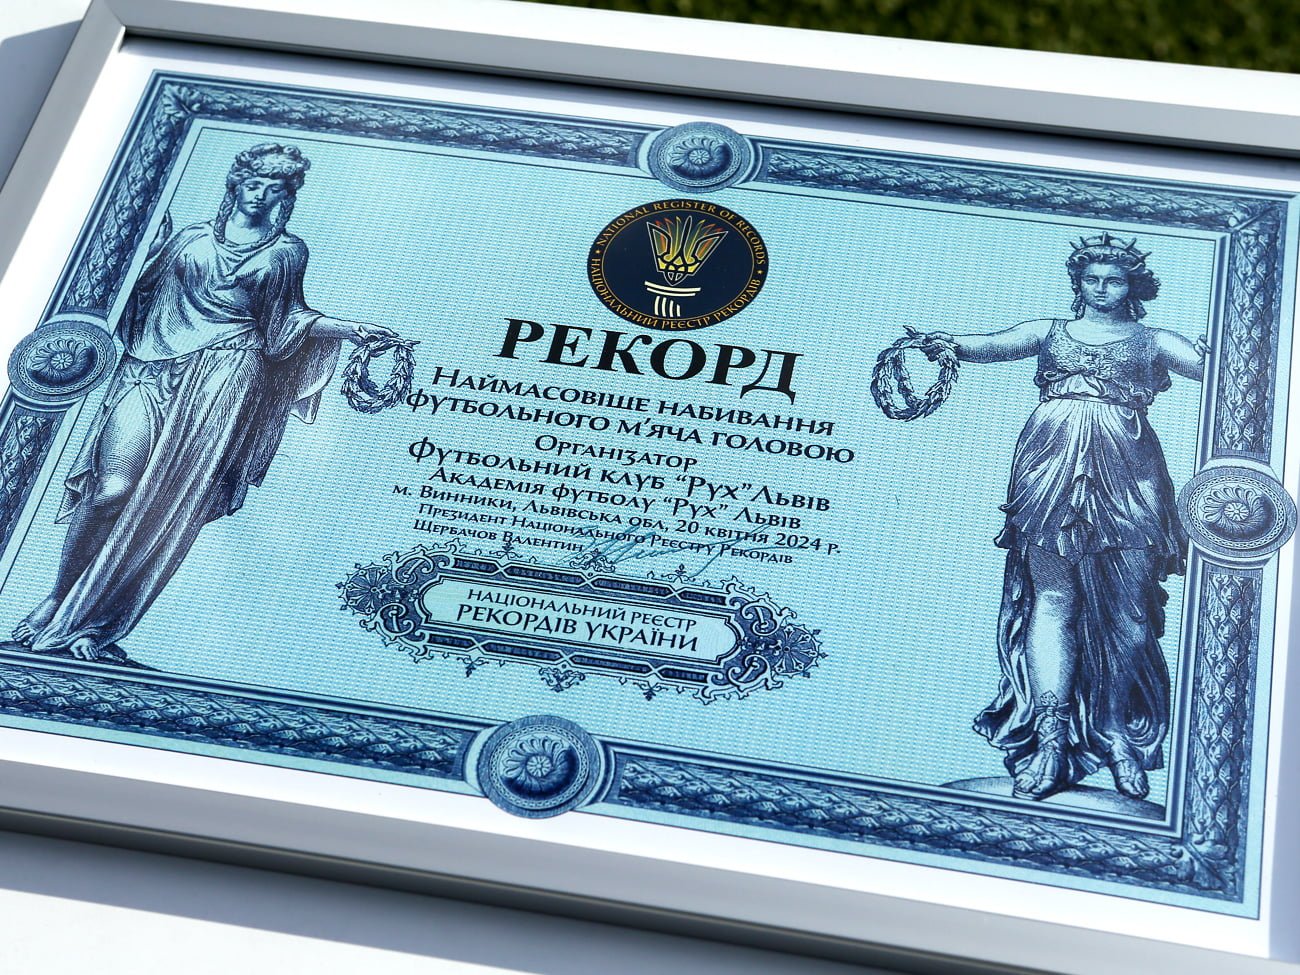 NATIONAL REGISTER OF RECORDS
НАЦІОНАЛЬНИЙ РЕЄСТР РЕКОРДІВ
РЕКОРД
НАЙМАСОВІШЕ НАБИВАННЯ
ФУТБОЛЬНОГО М'ЯЧА ГОЛОВОЮ
ОРГАНІЗАТОР
ФУТБОЛЬНИЙ КЛУБ "РУХ" ЛЬВІВ
АКАДЕМІЯ ФУТБОЛУ "РУХ" ЛЬВІВ
М. ВИННИКИ, ЛЬВІВСЬКА ОБЛ, 20 КВІТНЯ 2024 Р.
ПРЕЗИДЕНТ НАЦІОНАЛЬНОГО РЕЄСТРУ РЕКОРДІВ
ЩЕРБАЧОВ ВАЛЕНТИН
НАЦІОНАЛЬНИЙ РЕЄСТР
РЕКОРДІВ УКРАЇНИ